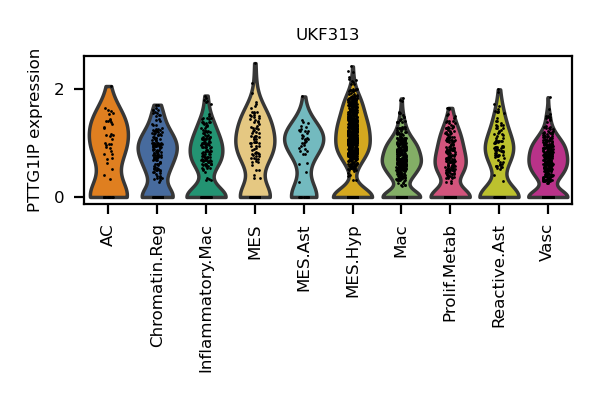 UKF313
PTTG1IP expression
2
0
AC
Chromatin.Reg
Inflammatory.Mac
MES
MES.Ast
MES.Hyp
Mac
Prolif.Metab
Reactive.Ast
Vasc